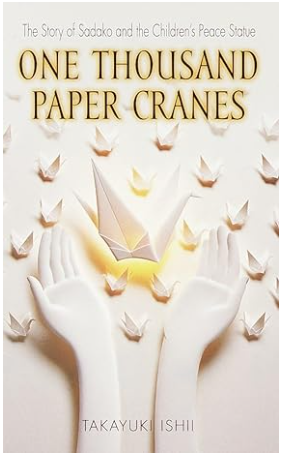 The Story of Sadako and the Children's Peace Statue
ONE THOUSAND
PAPER CRANES
TAKAYUKI ISHII